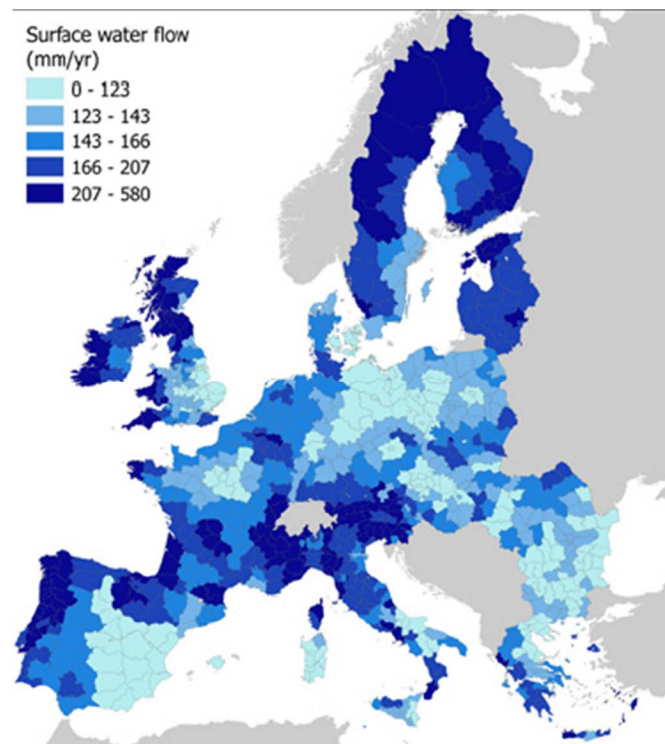 Surface water flow
(mm/yr)
0 - 123
123 - 143
143 - 166
166 - 207
207 - 580